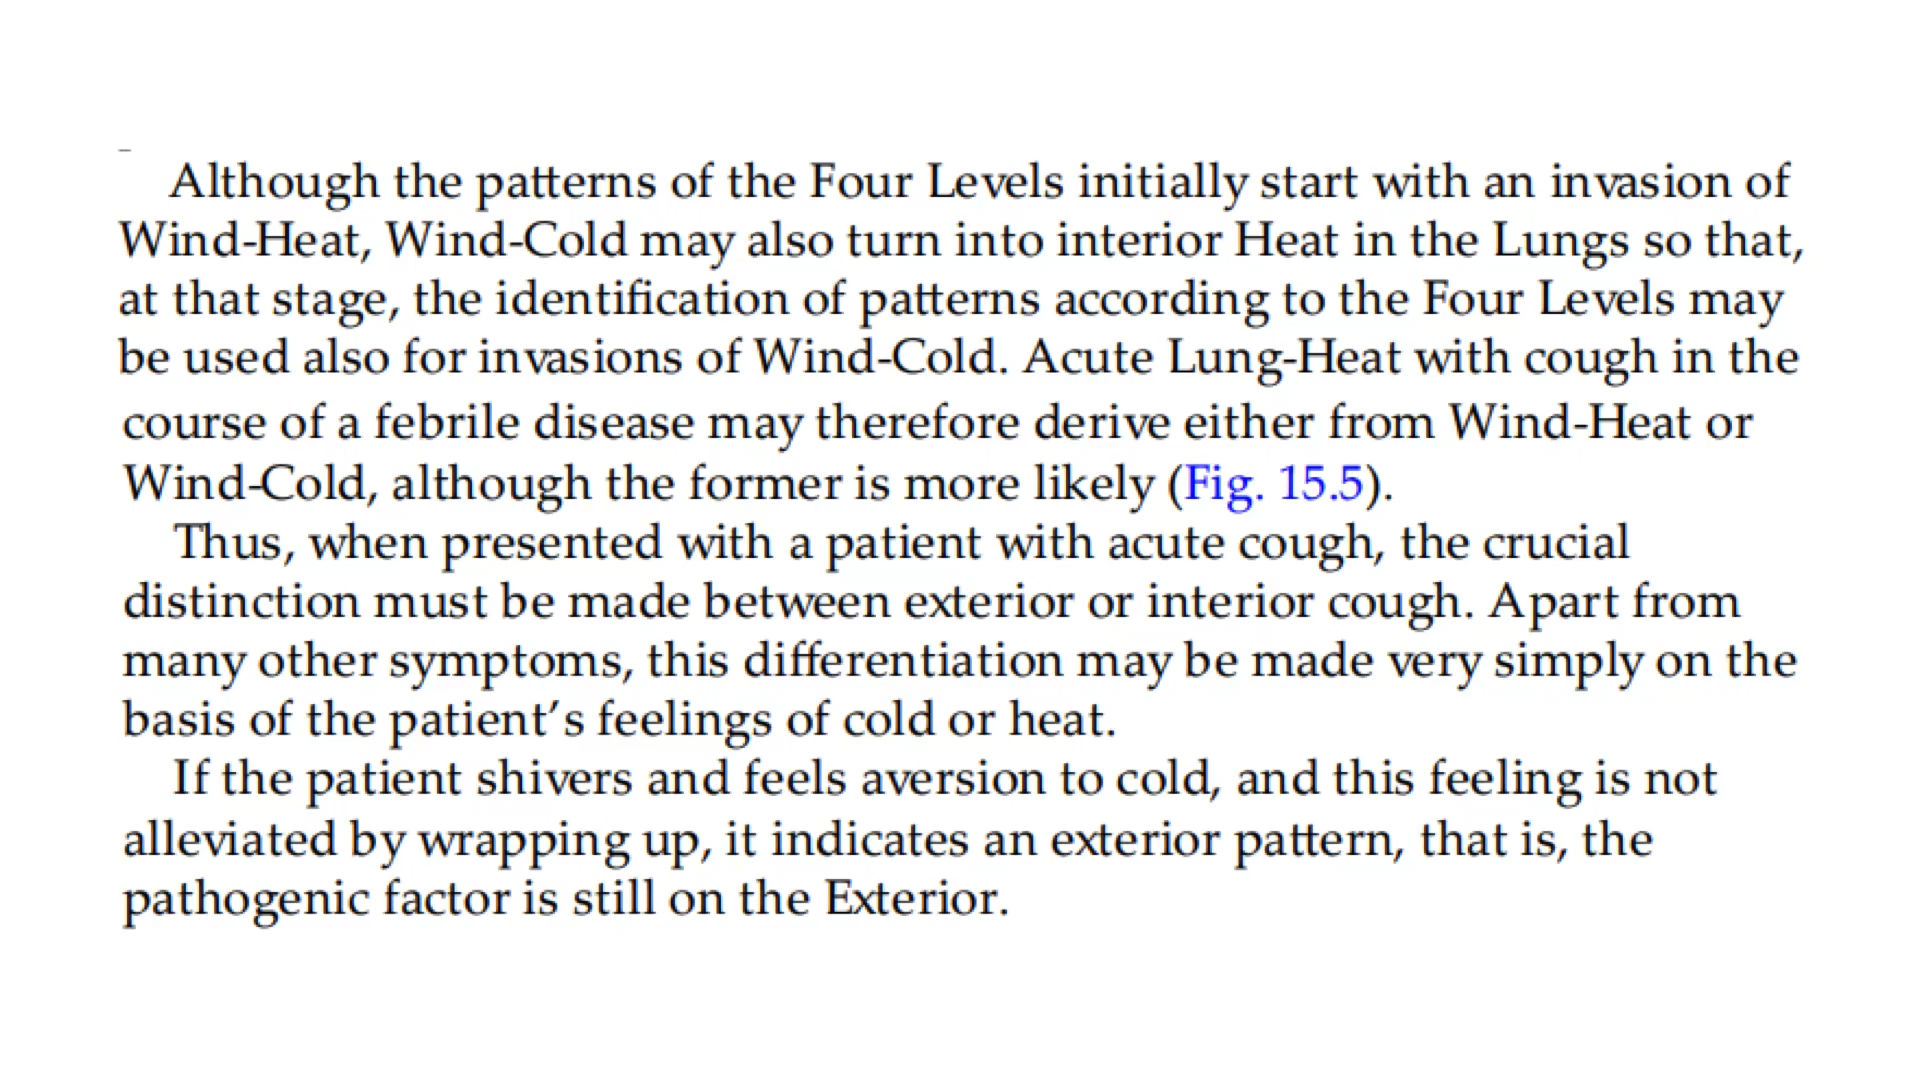 Although the patterns of the Four Levels initially start with an invasion of
Wind-Heat, Wind-Cold may also turn into interior Heat in the Lungs so that,
at that stage, the identification of patterns according to the Four Levels may
be used also for invasions of Wind-Cold. Acute Lung-Heat with cough in the
course of a febrile disease may therefore derive either from Wind-Heat or
Wind-Cold, although the former is more likely (Fig. 15.5).
Thus, when presented with a patient with acute cough, the crucial
distinction must be made between exterior or interior cough. Apart from
many other symptoms, this differentiation may be made very simply on the
basis of the patient’s feelings of cold or heat.
If the patient shivers and feels aversion to cold, and this feeling is not
alleviated by wrapping up, it indicates an exterior pattern, that is, the
pathogenic factor is still on the Exterior.